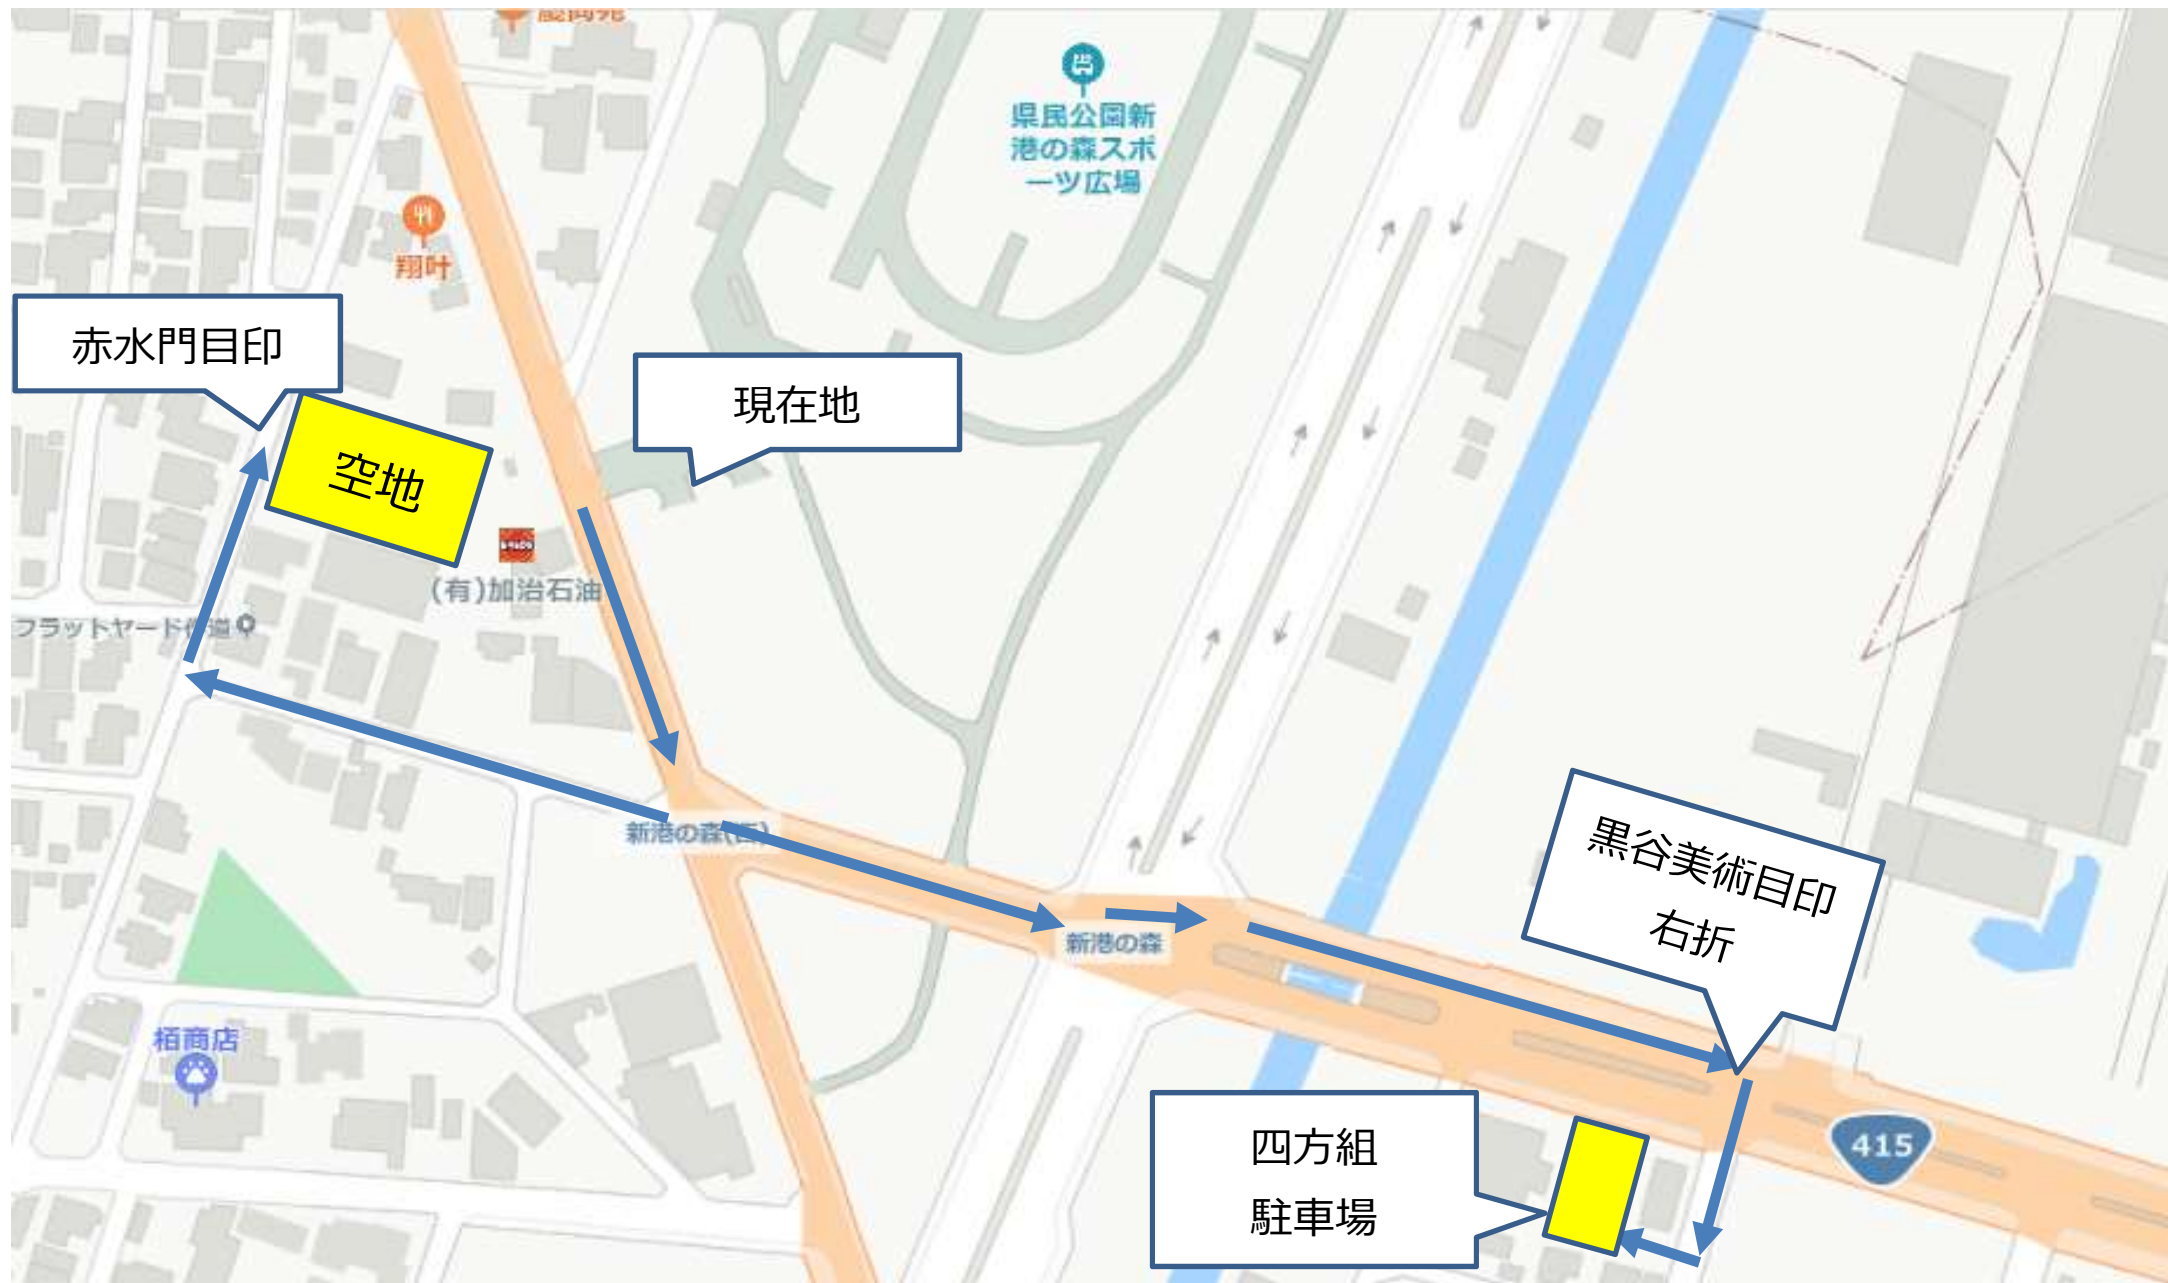 県民公園新
港の森スポ
ーツ広場
翔叶
赤水門目印
現在地
空地
(有)加治石油
フラットヤード
新港の森(西)
新港の森
黒谷美術目印
右折
栢商店
四方組
駐車場
415